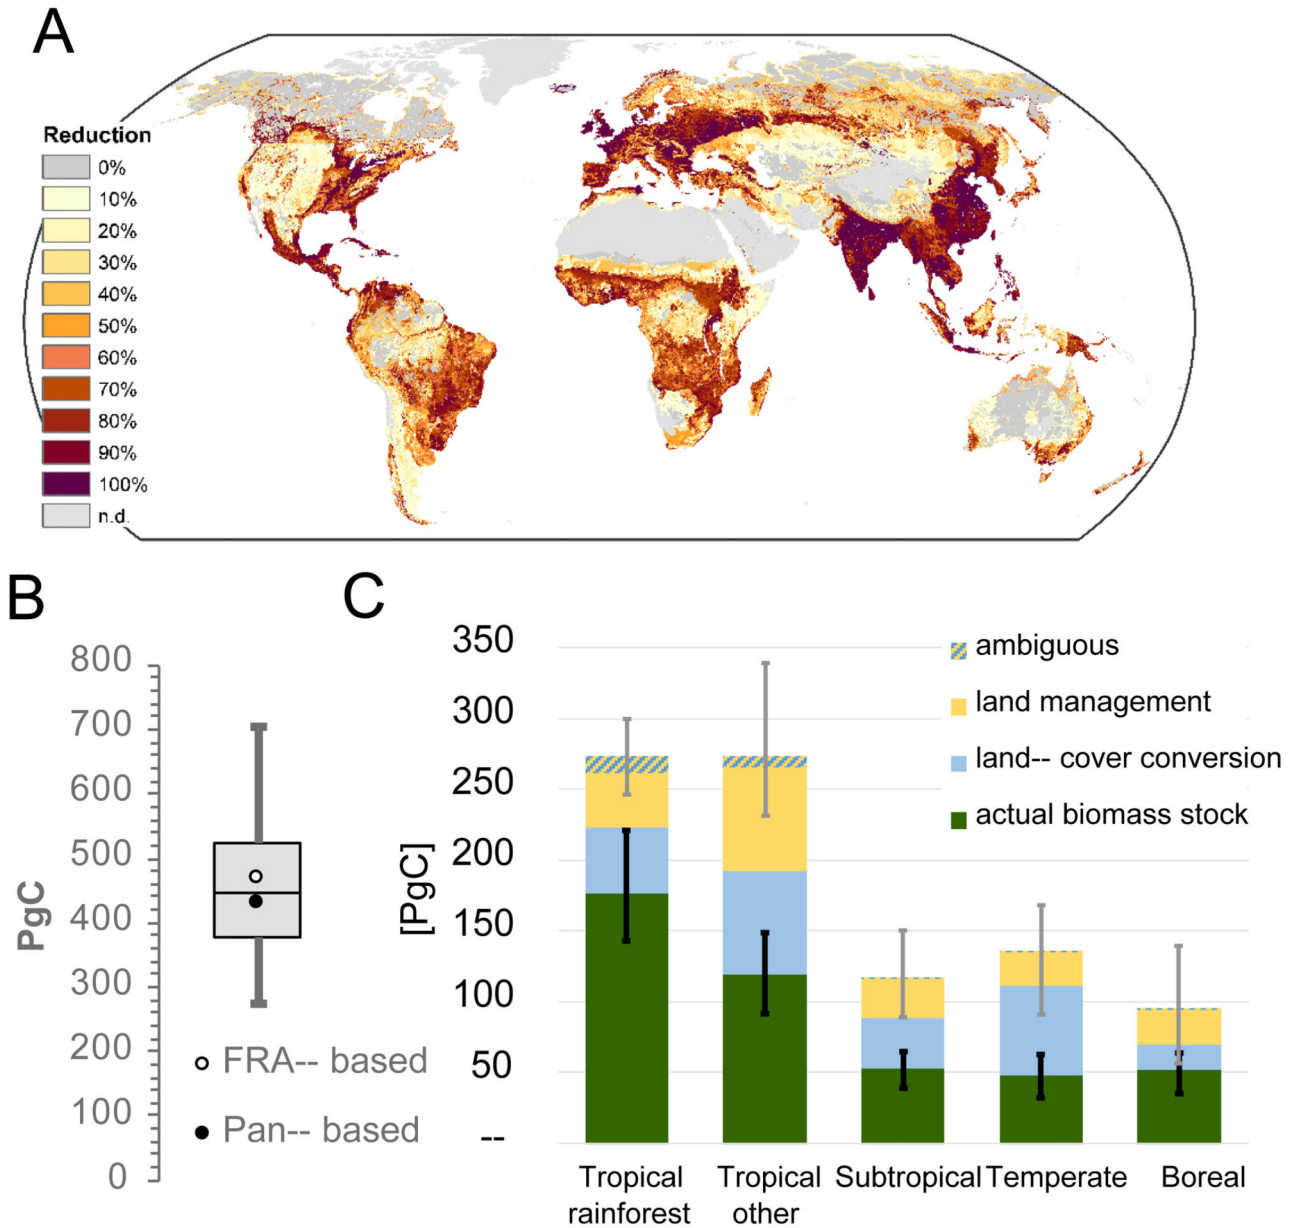 A
Reduction
0%
10%
20%
30%
40%
50%
60%
70%
80%
90%
100%
n.d.
B
800
700
600
500
400
300
200
100
0
PgC
FRA-- based
Pan-- based
C
350
300
250
200
150
100
50
--
[PgC]
ambiguous
land management
land-- cover conversion
actual biomass stock
Tropical rainforest
Tropical other
Subtropical
Temperate
Boreal